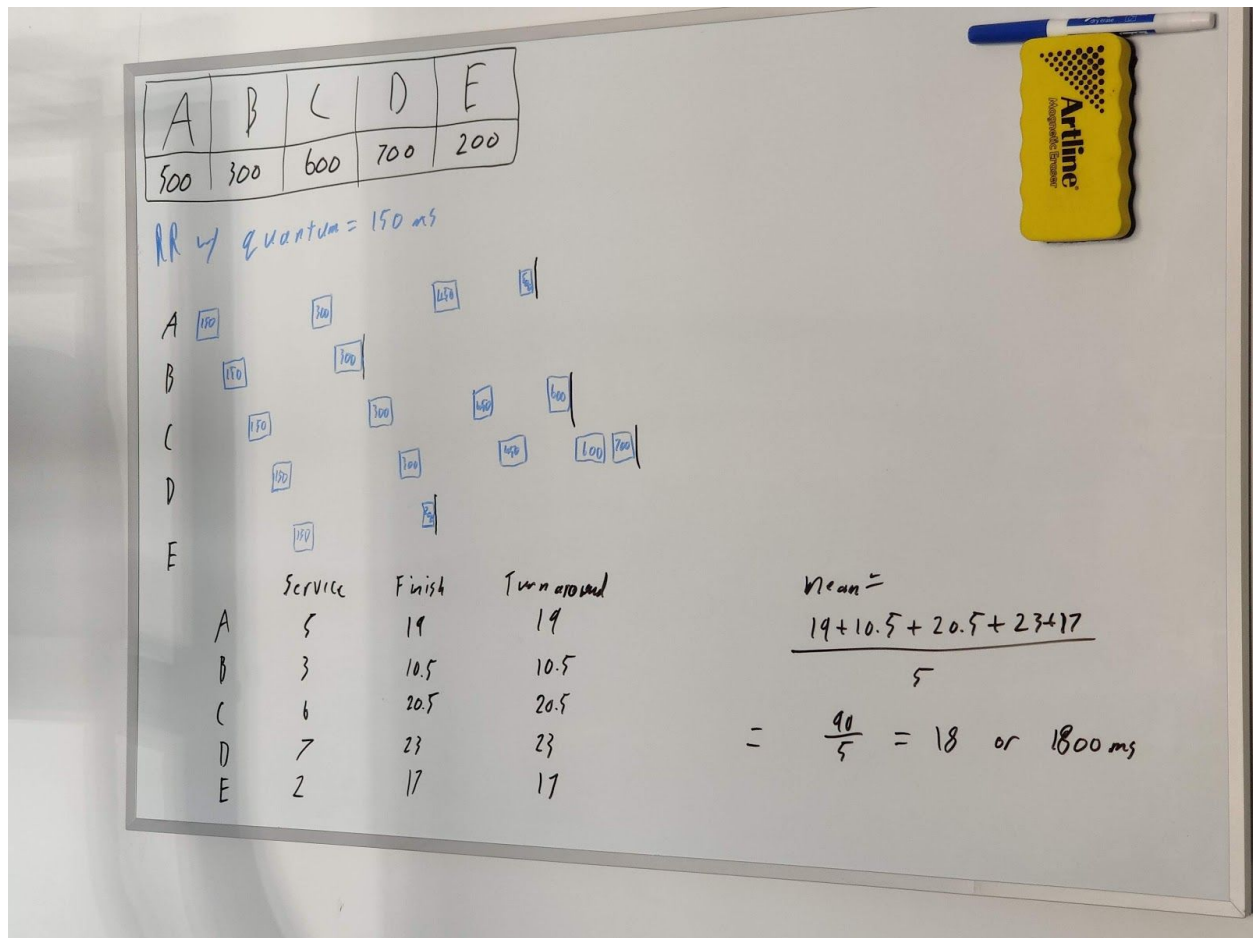 A B C D E
500 300 600 700 200
RR w/ quantum = 150 ms
A 150 300 450
B 150 300
C 150 300 450 600
D 150 300 450 600 700
E 150
Service Finish Turnaround
A 5 19 19
B 3 10.5 10.5
C 6 20.5 20.5
D 7 23 23
E 2 17 17
mean =
19+10.5+20.5+23+17
5
= 90/5 = 18 or 1800 ms
Artline
Magnetic Eraser